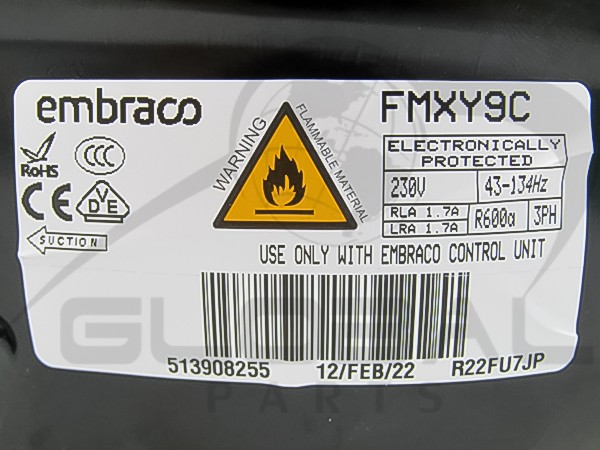 embraco
FMXY9C
RoHS
CCC
CE
VDE
SUCTION
WARNING
FLAMMABLE MATERIAL
ELECTRONICALLY
PROTECTED
230V 43-134Hz
RLA 1.7A
LRA 1.7A
R600a 3PH
USE ONLY WITH EMBRACO CONTROL UNIT
513908255 12/FEB/22 R22FU7JP
GLOBAL
PARTS